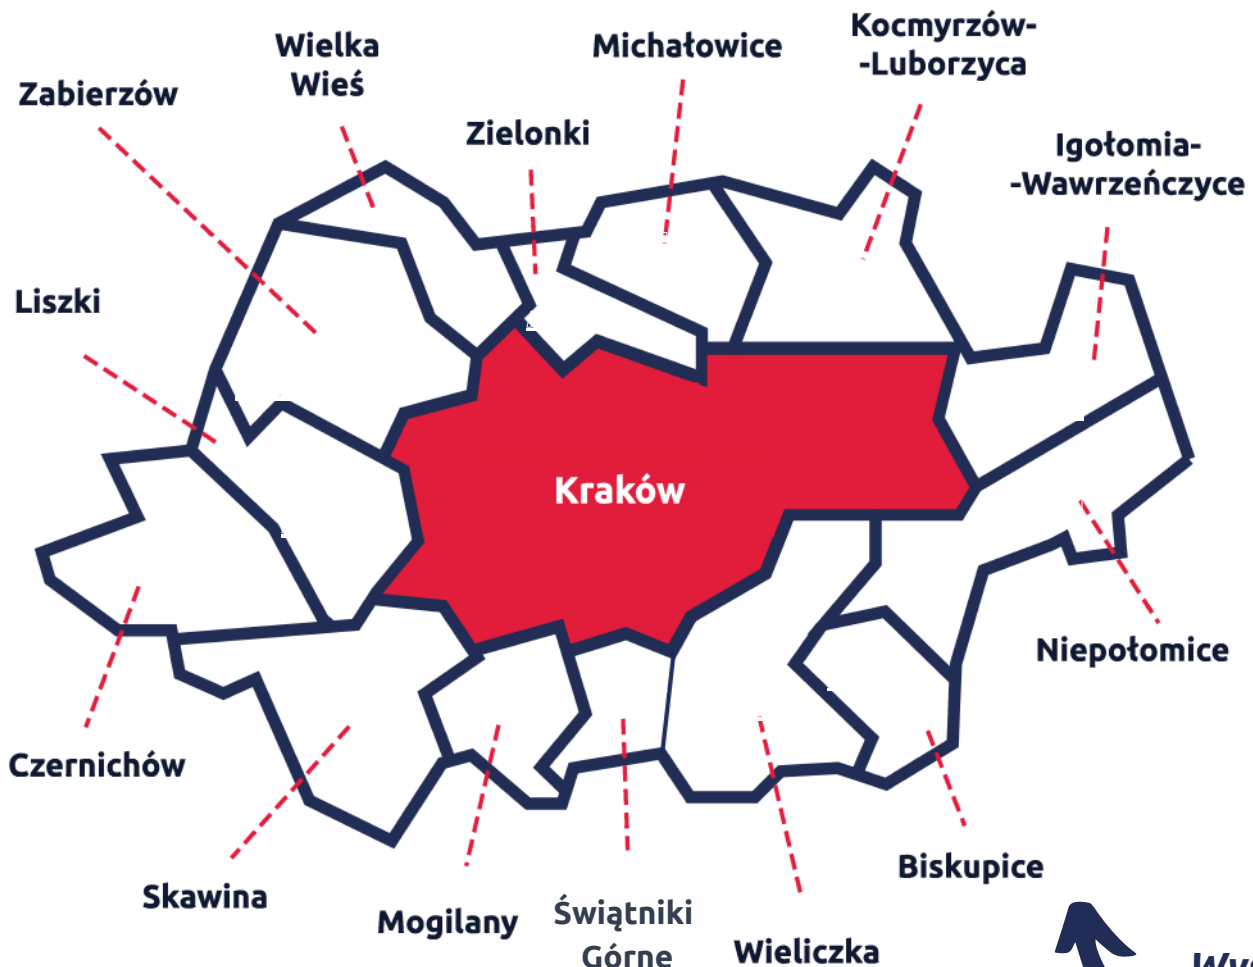 Kocmyrzów-
-Luborzyca
Wielka
Wieś
Michałowice
Zabierzów
Zielonki
Igołomia-
-Wawrzeńczyce
Liszki
Kraków
Niepołomice
Czernichów
Biskupice
Skawina
Mogilany
Świątniki
Górne
Wieliczka